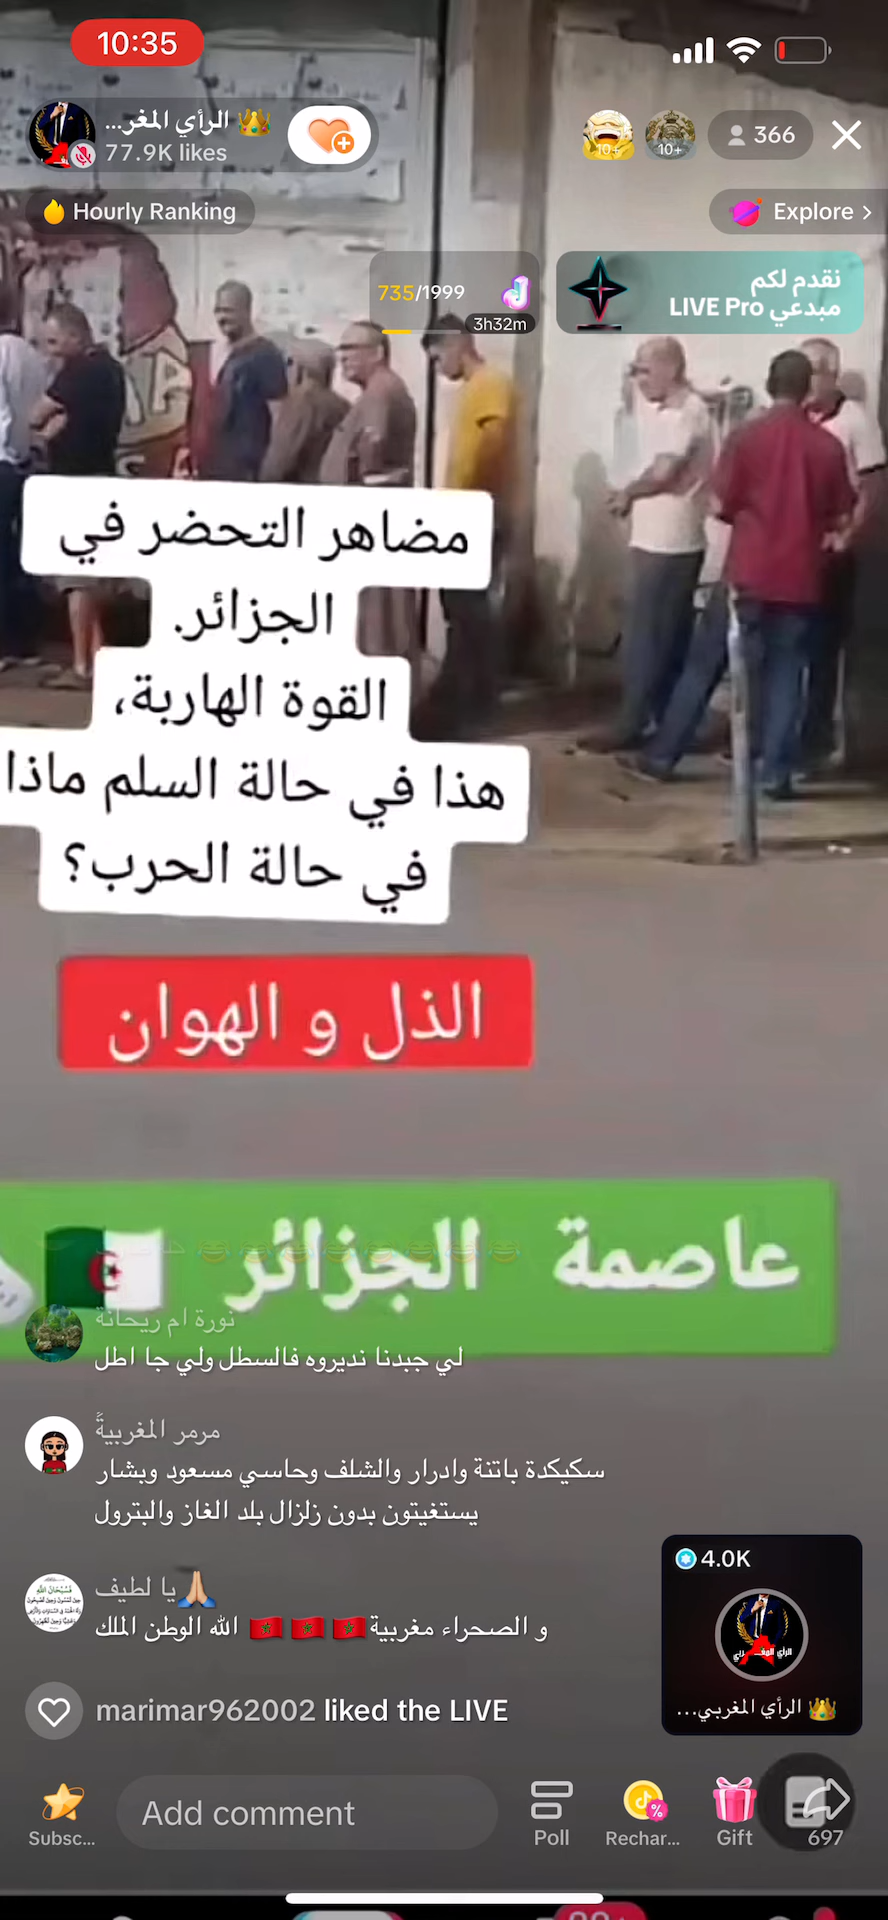 10:35
الرأي المغر... 👑
77.9K likes
10+
10+
366
Hourly Ranking
Explore >
735/1999
3h32m
نقدم لكم
مبدعي LIVE Pro
مضاهر التحضر في
الجزائر.
القوة الهاربة،
هذا في حالة السلم ماذا
في حالة الحرب؟
الذل و الهوان
عاصمة الجزائر 🇩🇿
نورة ام ريحانة
لي جبدنا نديروه فالسطل ولي جا اطل
مرمر المغربية
سكيكدة باتنة وادرار والشلف وحاسي مسعود وبشار
يستغيتون بدون زلزال بلد الغاز والبترول
يا لطيف🙏🏼
و الصحراء مغربية🇲🇦 🇲🇦 🇲🇦 الله الوطن الملك
marimar962002 liked the LIVE
4.0K
👑 الرأي المغربي...
Add comment
Subsc...
Poll
Rechar...
Gift
697